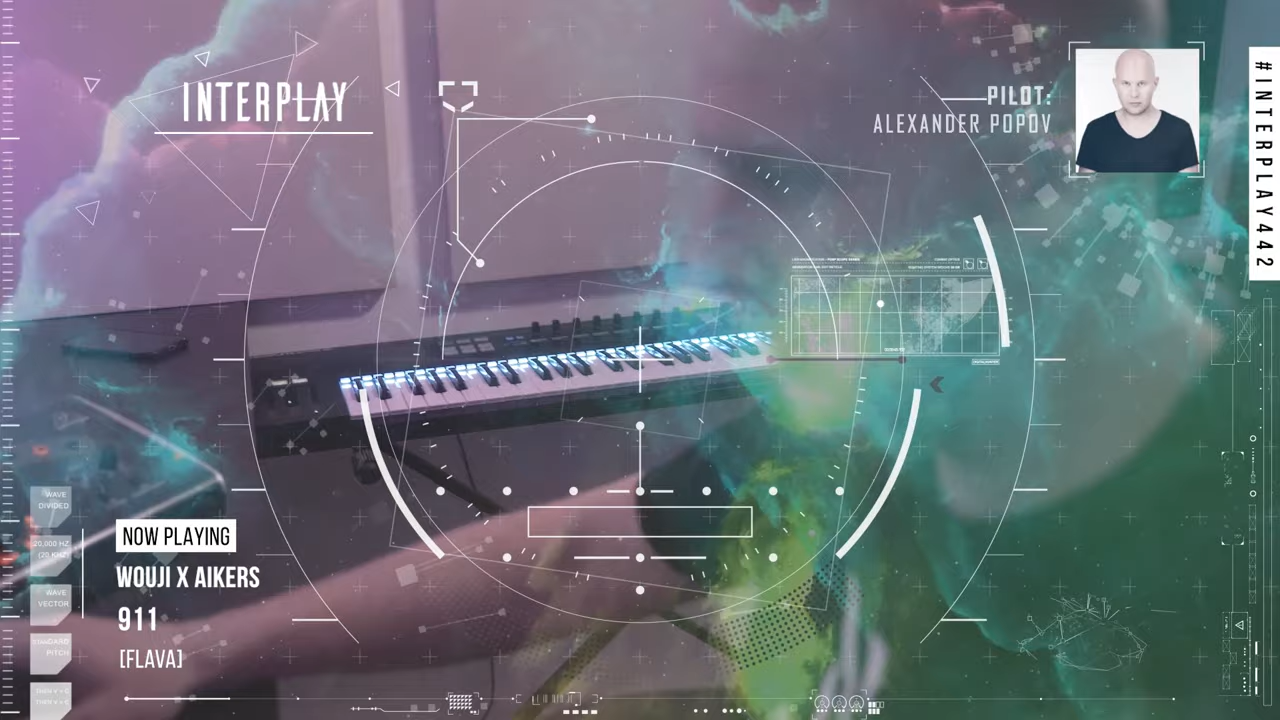 INTERPLAY
PILOT:
ALEXANDER POPOV
#INTERPLAY442
WAVE
DIVIDED
20,000 HZ
(20 KHZ)
WAVE
VECTOR
STANDARD
PITCH
NOW PLAYING
WOUJI X AIKERS
911
[FLAVA]